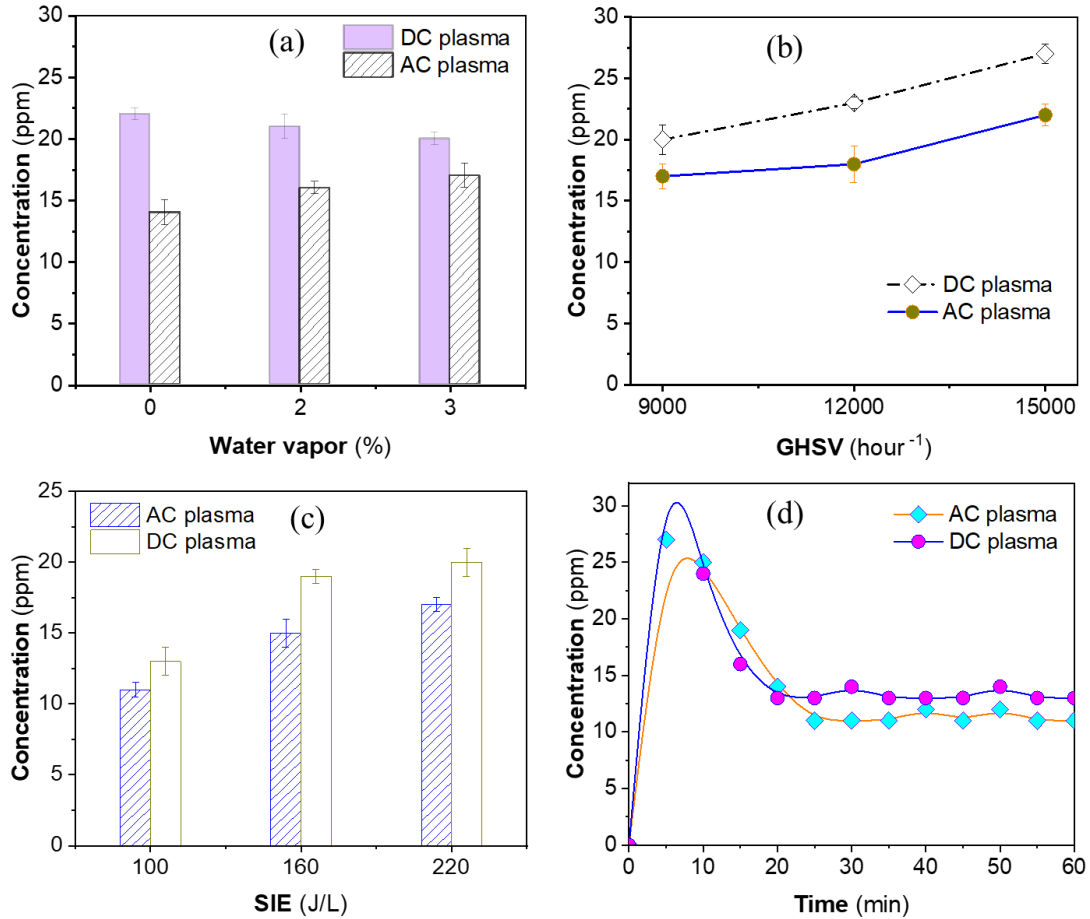 (a)
DC plasma
AC plasma
Concentration (ppm)
30
25
20
15
10
5
0
0 2 3
Water vapor (%)
(b)
DC plasma
AC plasma
Concentration (ppm)
30
25
20
15
10
5
0
9000 12000 15000
GHSV (hour⁻¹)
(c)
AC plasma
DC plasma
Concentration (ppm)
25
20
15
10
5
0
100 160 220
SIE (J/L)
(d)
AC plasma
DC plasma
Concentration (ppm)
30
25
20
15
10
5
0
0 10 20 30 40 50 60
Time (min)